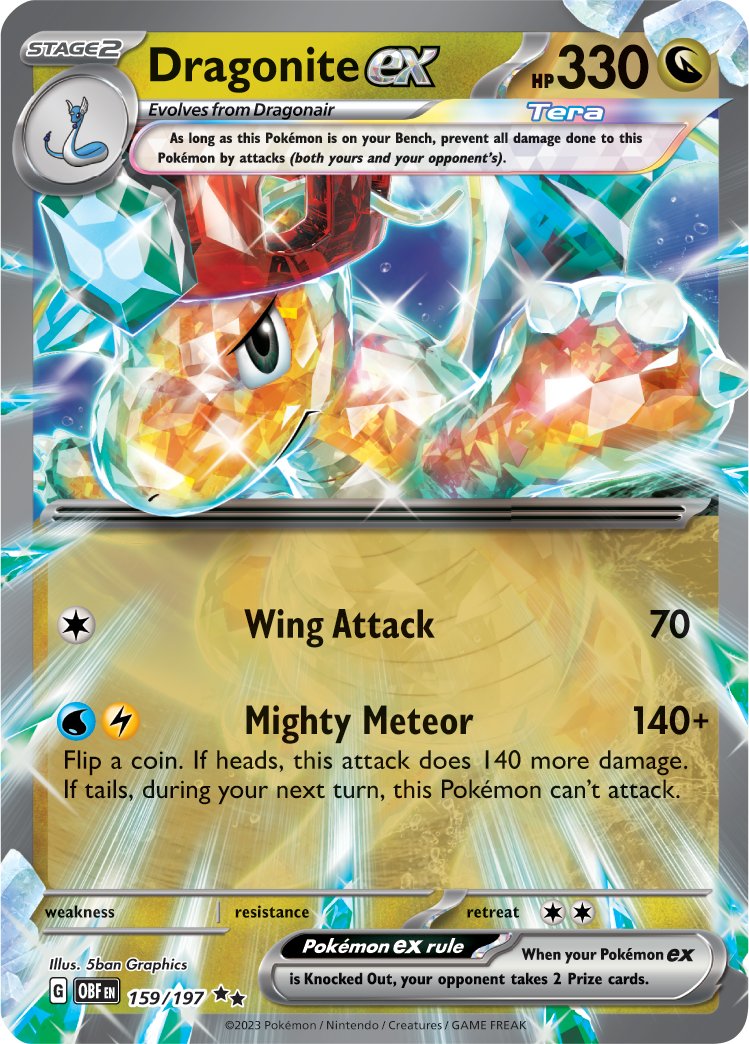 STAGE2
Dragonite ex
HP 330
Evolves from Dragonair
Tera
As long as this Pokémon is on your Bench, prevent all damage done to this
Pokémon by attacks (both yours and your opponent's).
Wing Attack 70
Mighty Meteor 140+
Flip a coin. If heads, this attack does 140 more damage.
If tails, during your next turn, this Pokémon can't attack.
weakness resistance retreat
Pokémon ex rule
When your Pokémon ex
is Knocked Out, your opponent takes 2 Prize cards.
Illus. 5ban Graphics
G OBF EN 159/197
©2023 Pokémon / Nintendo / Creatures / GAME FREAK